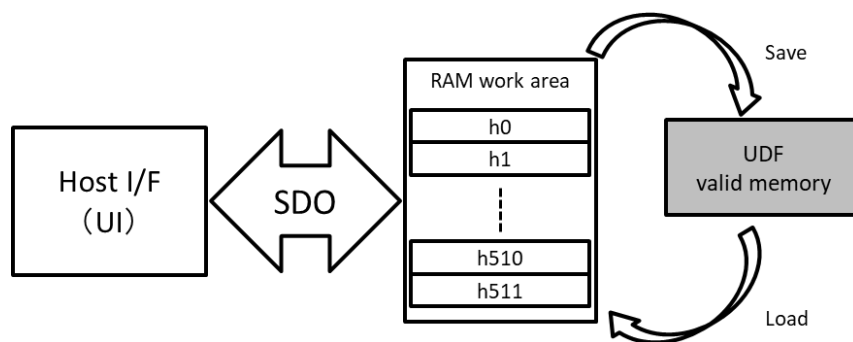 Save
RAM work area
h0
h1
UDF
valid memory
Host I/F
（UI）
SDO
h510
h511
Load